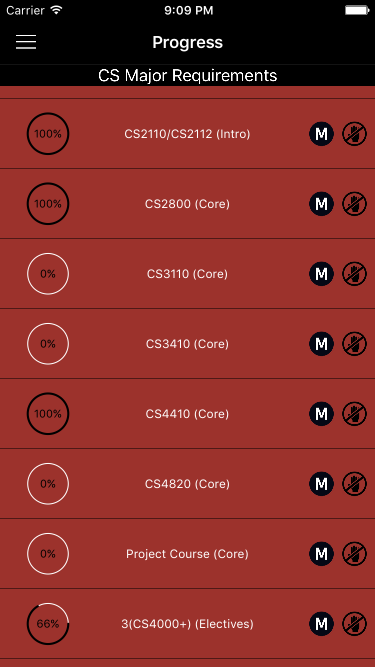 Carrier 9:09 PM
Progress
CS Major Requirements
100% CS2110/CS2112 (Intro) M
100% CS2800 (Core) M
0% CS3110 (Core) M
0% CS3410 (Core) M
100% CS4410 (Core) M
0% CS4820 (Core) M
0% Project Course (Core) M
66% 3(CS4000+) (Electives) M